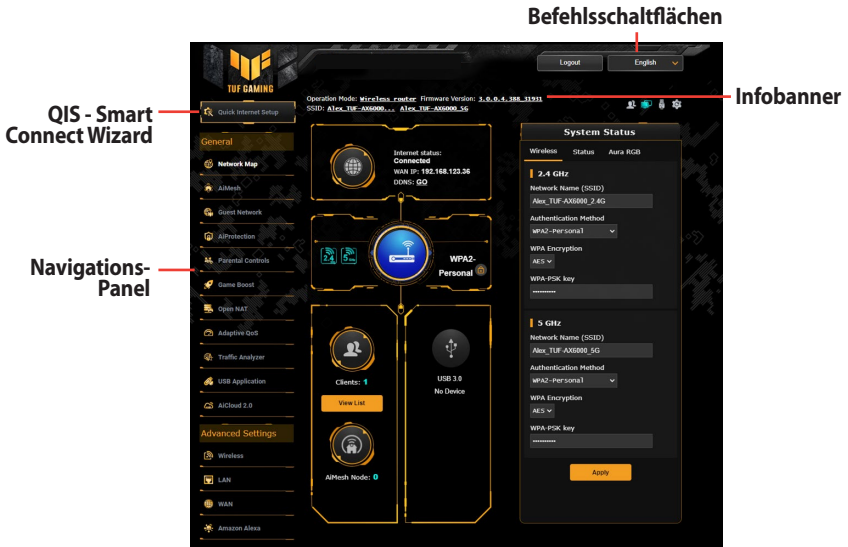 Befehlsschaltflächen
Logout
English
TUF GAMING
Operation Mode: Wireless router Firmware Version: 3.0.0.4.388_31931
SSID: Alex_TUF-AX6000... Alex_TUF-AX6000_5G
Infobanner
QIS - Smart
Connect Wizard
Quick Internet Setup
General
Network Map
AiMesh
Guest Network
AiProtection
Parental Controls
Navigations-
Panel
Game Boost
Open NAT
Adaptive QoS
Traffic Analyzer
USB Application
AiCloud 2.0
Advanced Settings
Wireless
LAN
WAN
Amazon Alexa
Internet status:
Connected
WAN IP: 192.168.123.36
DDNS: GO
2.4
5
WPA2-
Personal
Clients: 1
View List
AiMesh Node: 0
USB 3.0
No Device
System Status
Wireless Status Aura RGB
2.4 GHz
Network Name (SSID)
Alex_TUF-AX6000_2.4G
Authentication Method
WPA2-Personal
WPA Encryption
AES
WPA-PSK key
5 GHz
Network Name (SSID)
Alex_TUF-AX6000_5G
Authentication Method
WPA2-Personal
WPA Encryption
AES
WPA-PSK key
Apply